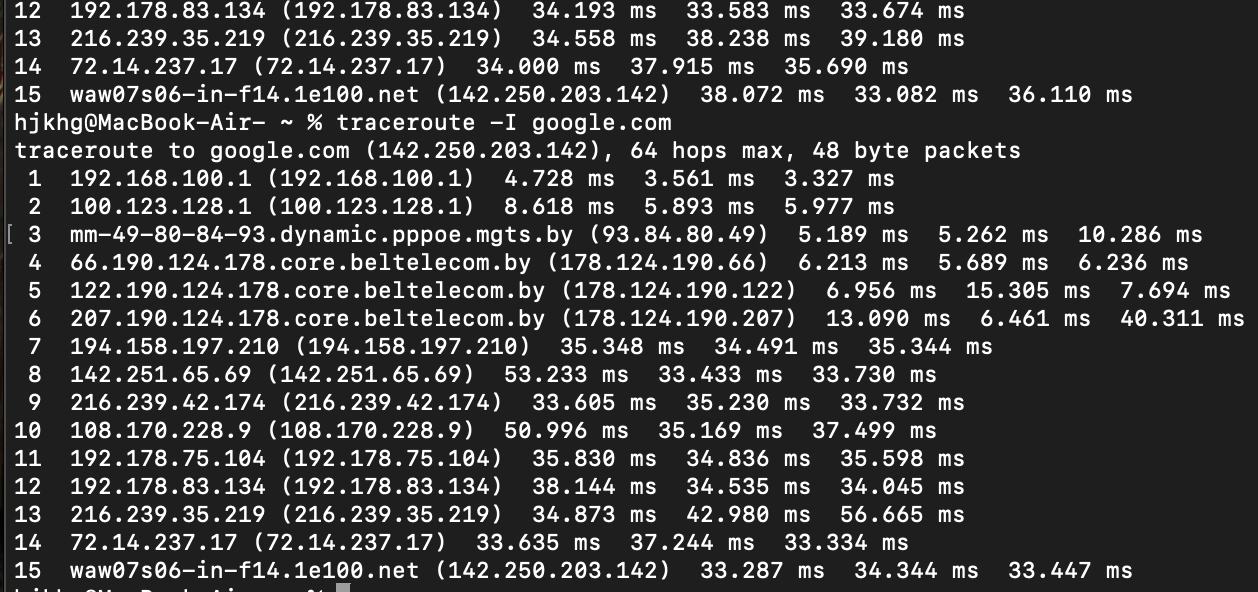 12  192.178.83.134 (192.178.83.134)  34.193 ms  33.583 ms  33.674 ms
13  216.239.35.219 (216.239.35.219)  34.558 ms  38.238 ms  39.180 ms
14  72.14.237.17 (72.14.237.17)  34.000 ms  37.915 ms  35.690 ms
15  waw07s06-in-f14.1e100.net (142.250.203.142)  38.072 ms  33.082 ms  36.110 ms
hjkhg@MacBook-Air- ~ % traceroute -I google.com
traceroute to google.com (142.250.203.142), 64 hops max, 48 byte packets
 1  192.168.100.1 (192.168.100.1)  4.728 ms  3.561 ms  3.327 ms
 2  100.123.128.1 (100.123.128.1)  8.618 ms  5.893 ms  5.977 ms
[ 3  mm-49-80-84-93.dynamic.pppoe.mgts.by (93.84.80.49)  5.189 ms  5.262 ms  10.286 ms
 4  66.190.124.178.core.beltelecom.by (178.124.190.66)  6.213 ms  5.689 ms  6.236 ms
 5  122.190.124.178.core.beltelecom.by (178.124.190.122)  6.956 ms  15.305 ms  7.694 ms
 6  207.190.124.178.core.beltelecom.by (178.124.190.207)  13.090 ms  6.461 ms  40.311 ms
 7  194.158.197.210 (194.158.197.210)  35.348 ms  34.491 ms  35.344 ms
 8  142.251.65.69 (142.251.65.69)  53.233 ms  33.433 ms  33.730 ms
 9  216.239.42.174 (216.239.42.174)  33.605 ms  35.230 ms  33.732 ms
10  108.170.228.9 (108.170.228.9)  50.996 ms  35.169 ms  37.499 ms
11  192.178.75.104 (192.178.75.104)  35.830 ms  34.836 ms  35.598 ms
12  192.178.83.134 (192.178.83.134)  38.144 ms  34.535 ms  34.045 ms
13  216.239.35.219 (216.239.35.219)  34.873 ms  42.980 ms  56.665 ms
14  72.14.237.17 (72.14.237.17)  33.635 ms  37.244 ms  33.334 ms
15  waw07s06-in-f14.1e100.net (142.250.203.142)  33.287 ms  34.344 ms  33.447 ms